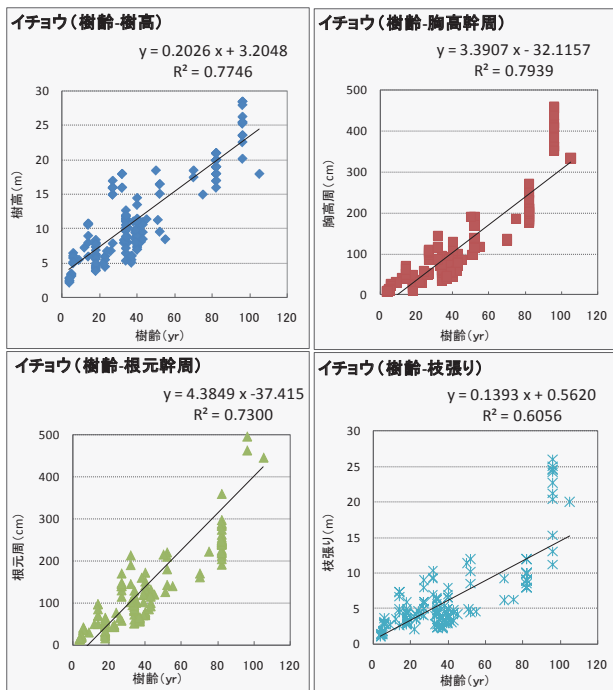 イチョウ(樹齢-樹高)
y = 0.2026 x + 3.2048
R² = 0.7746
30
25
20
15
10
5
0
樹高(m)
0 20 40 60 80 100 120
樹齢(yr)
イチョウ(樹齢-胸高幹周)
y = 3.3907 x - 32.1157
R² = 0.7939
500
400
300
200
100
0
胸高周(cm)
0 20 40 60 80 100 120
樹齢(yr)
イチョウ(樹齢-根元幹周)
y = 4.3849 x -37.415
R² = 0.7300
500
400
300
200
100
0
根元周(cm)
0 20 40 60 80 100 120
樹齢(yr)
イチョウ(樹齢-枝張り)
y = 0.1393 x + 0.5620
R² = 0.6056
30
25
20
15
10
5
0
枝張り(m)
0 20 40 60 80 100 120
樹齢(yr)